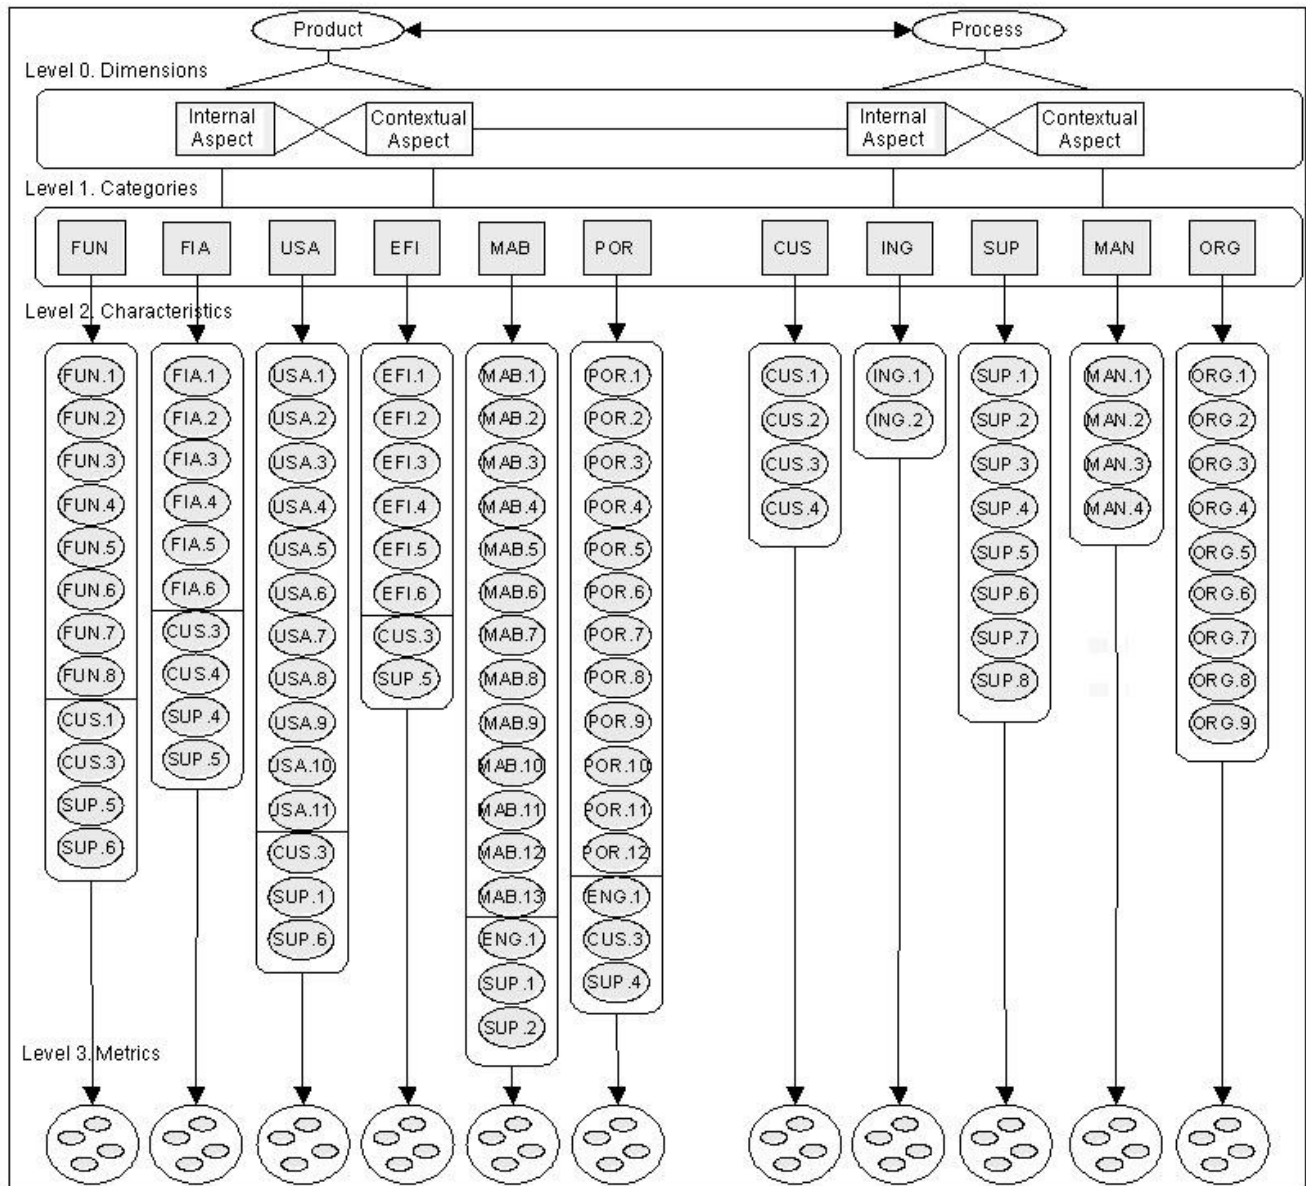 Product
Process
Level 0. Dimensions
Internal
Aspect
Contextual
Aspect
Internal
Aspect
Contextual
Aspect
Level 1. Categories
FUN
FIA
USA
EFI
MAB
POR
CUS
ING
SUP
MAN
ORG
Level 2. Characteristics
FUN.1
FUN.2
FUN.3
FUN.4
FUN.5
FUN.6
FUN.7
FUN.8
CUS.1
CUS.3
SUP.5
SUP.6
FIA.1
FIA.2
FIA.3
FIA.4
FIA.5
FIA.6
CUS.3
CUS.4
SUP.4
SUP.5
USA.1
USA.2
USA.3
USA.4
USA.5
USA.6
USA.7
USA.8
USA.9
USA.10
USA.11
CUS.3
SUP.1
SUP.6
EFI.1
EFI.2
EFI.3
EFI.4
EFI.5
EFI.6
CUS.3
SUP.5
MAB.1
MAB.2
MAB.3
MAB.4
MAB.5
MAB.6
MAB.7
MAB.8
MAB.9
MAB.10
MAB.11
MAB.12
MAB.13
ENG.1
SUP.1
SUP.2
POR.1
POR.2
POR.3
POR.4
POR.5
POR.6
POR.7
POR.8
POR.9
POR.10
POR.11
POR.12
ENG.1
CUS.3
SUP.4
CUS.1
CUS.2
CUS.3
CUS.4
ING.1
ING.2
SUP.1
SUP.2
SUP.3
SUP.4
SUP.5
SUP.6
SUP.7
SUP.8
MAN.1
MAN.2
MAN.3
MAN.4
ORG.1
ORG.2
ORG.3
ORG.4
ORG.5
ORG.6
ORG.7
ORG.8
ORG.9
Level 3. Metrics